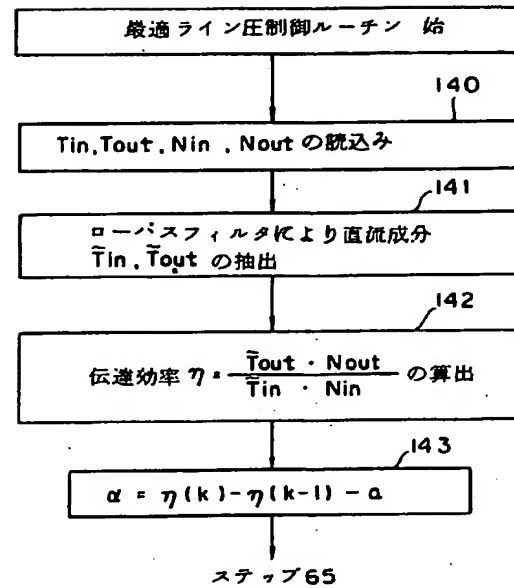 最適ライン圧制御ルーチン 始
140
Tin, Tout, Nin, Nout の読込み
141
ローパスフィルタにより直流成分
T̃in, T̃out の抽出
142
伝達効率 η = T̃out · Nout / T̃in · Nin の算出
143
α = η(k)-η(k-1)-a
ステップ65